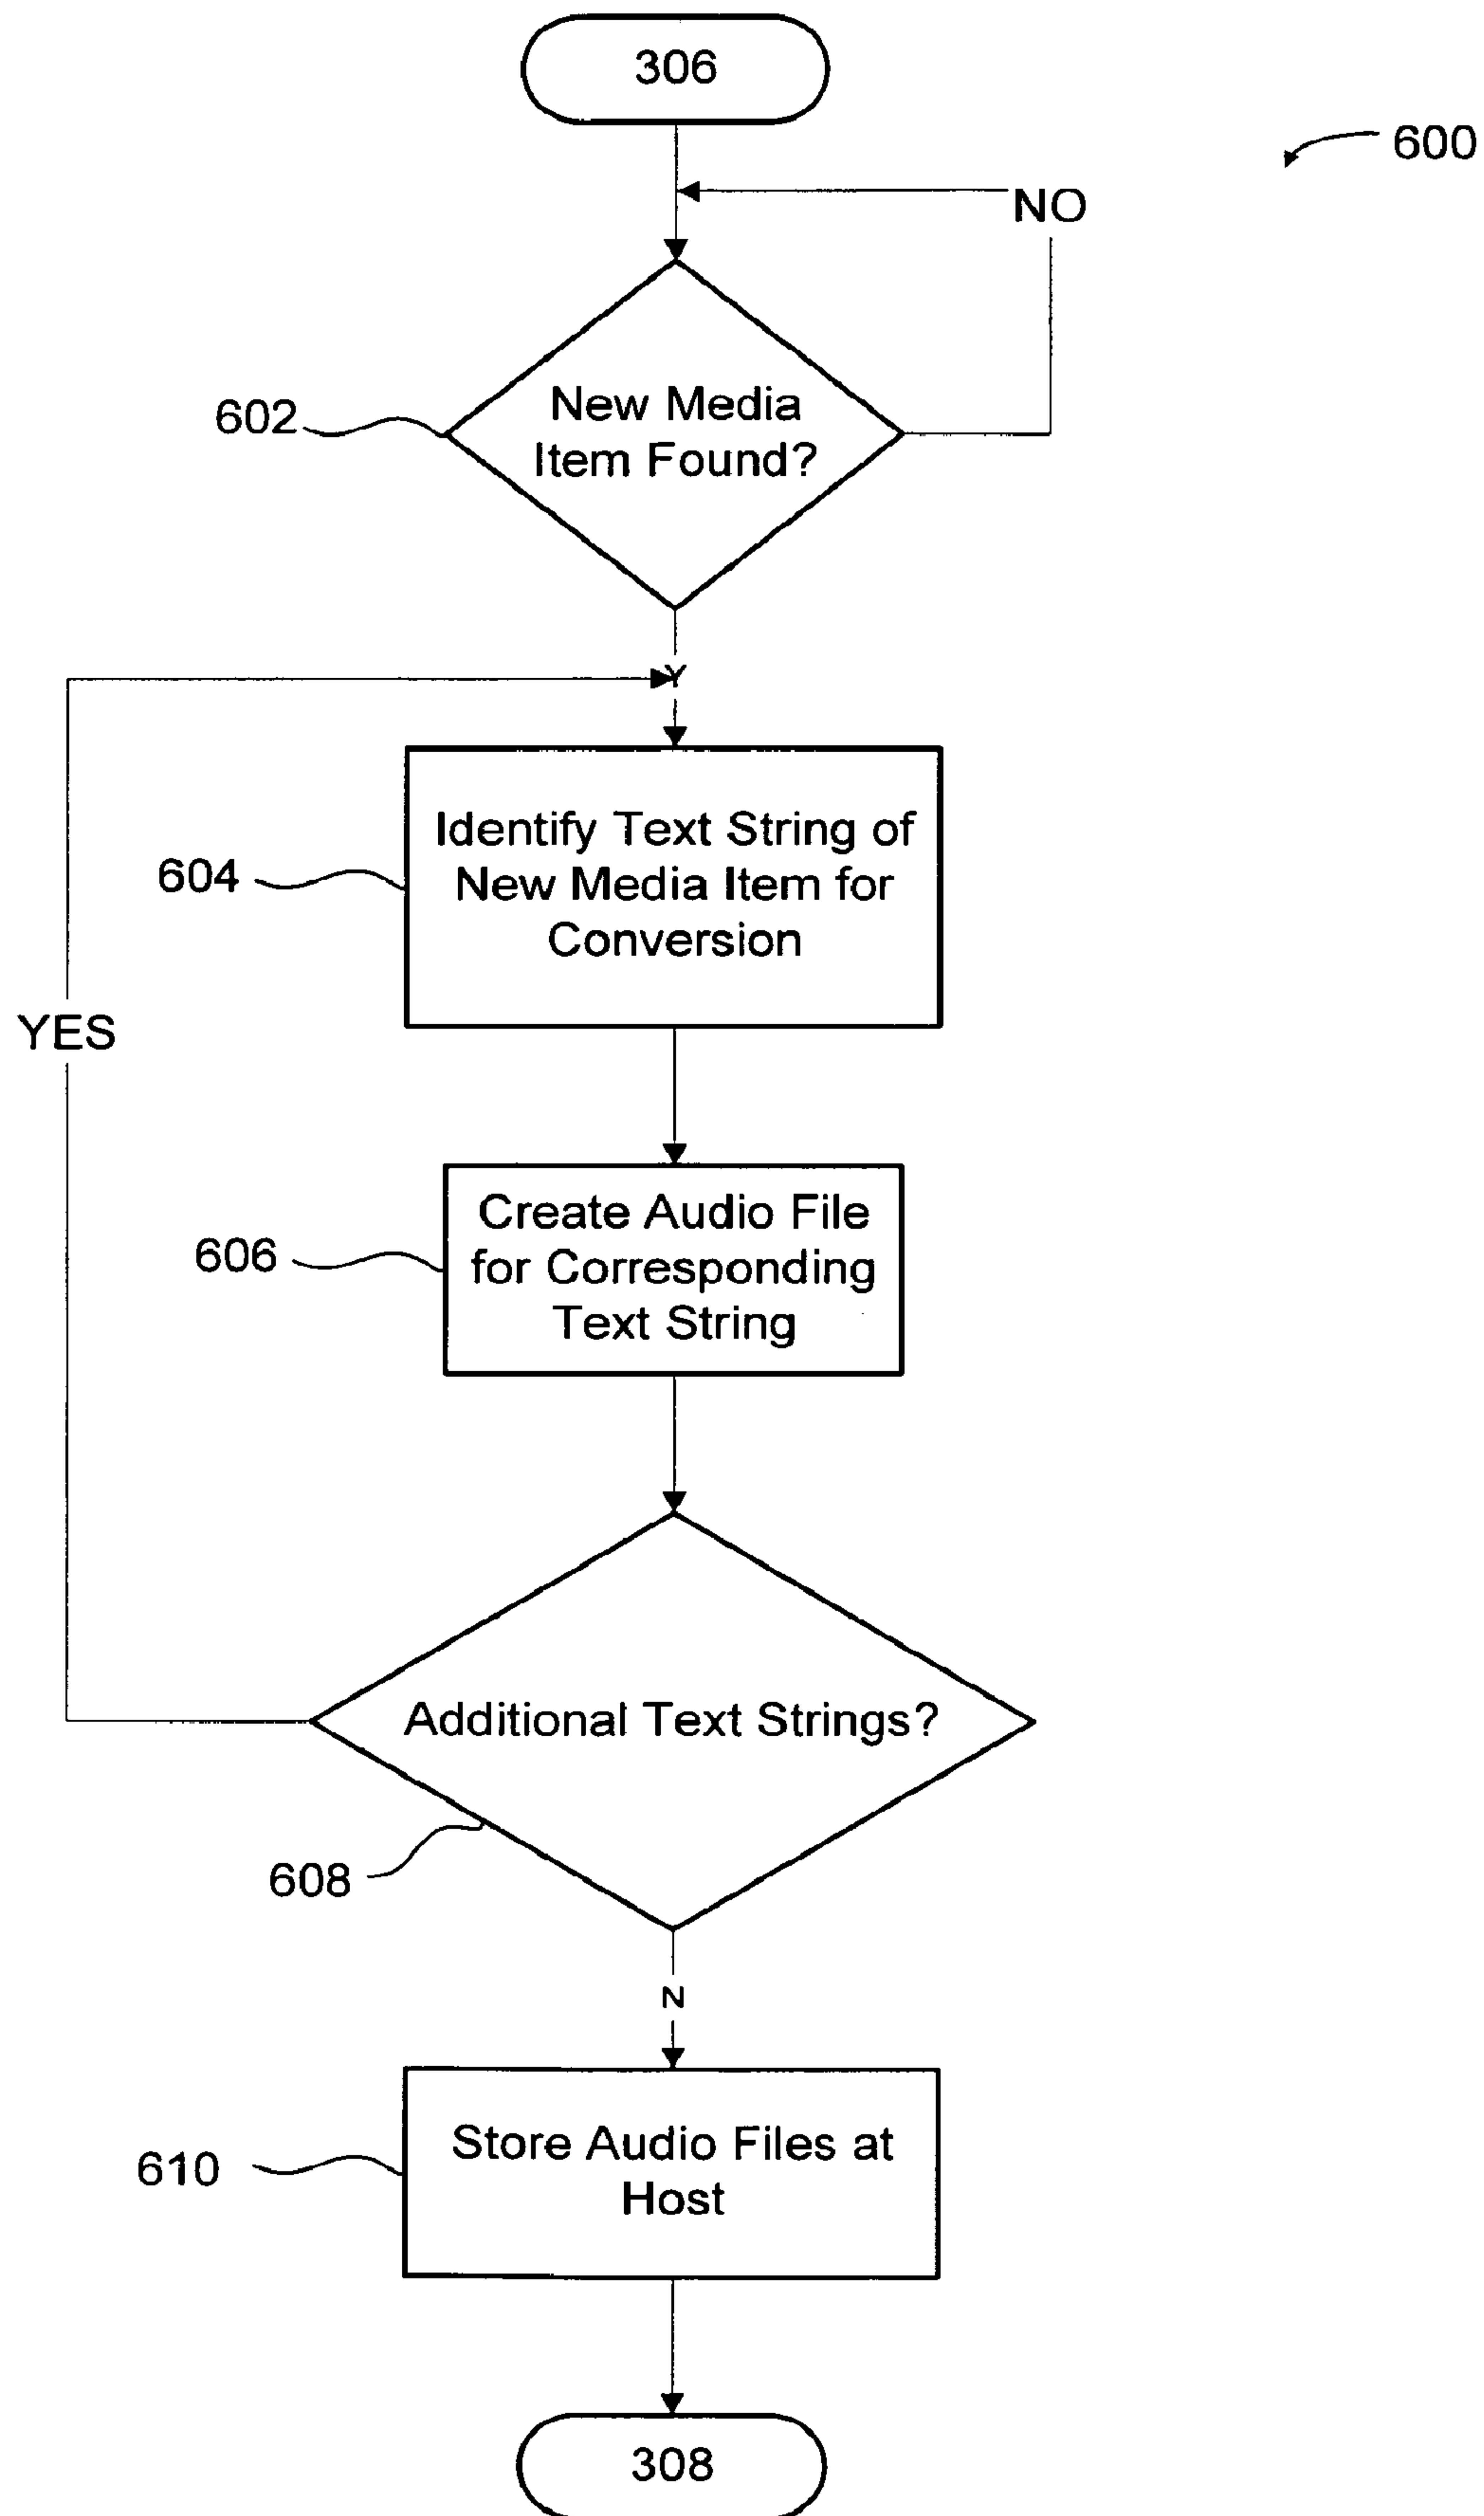 306
600
NO
602
New Media
Item Found?
Y
604
Identify Text String of
New Media Item for
Conversion
YES
606
Create Audio File
for Corresponding
Text String
Additional Text Strings?
608
N
610
Store Audio Files at
Host
308